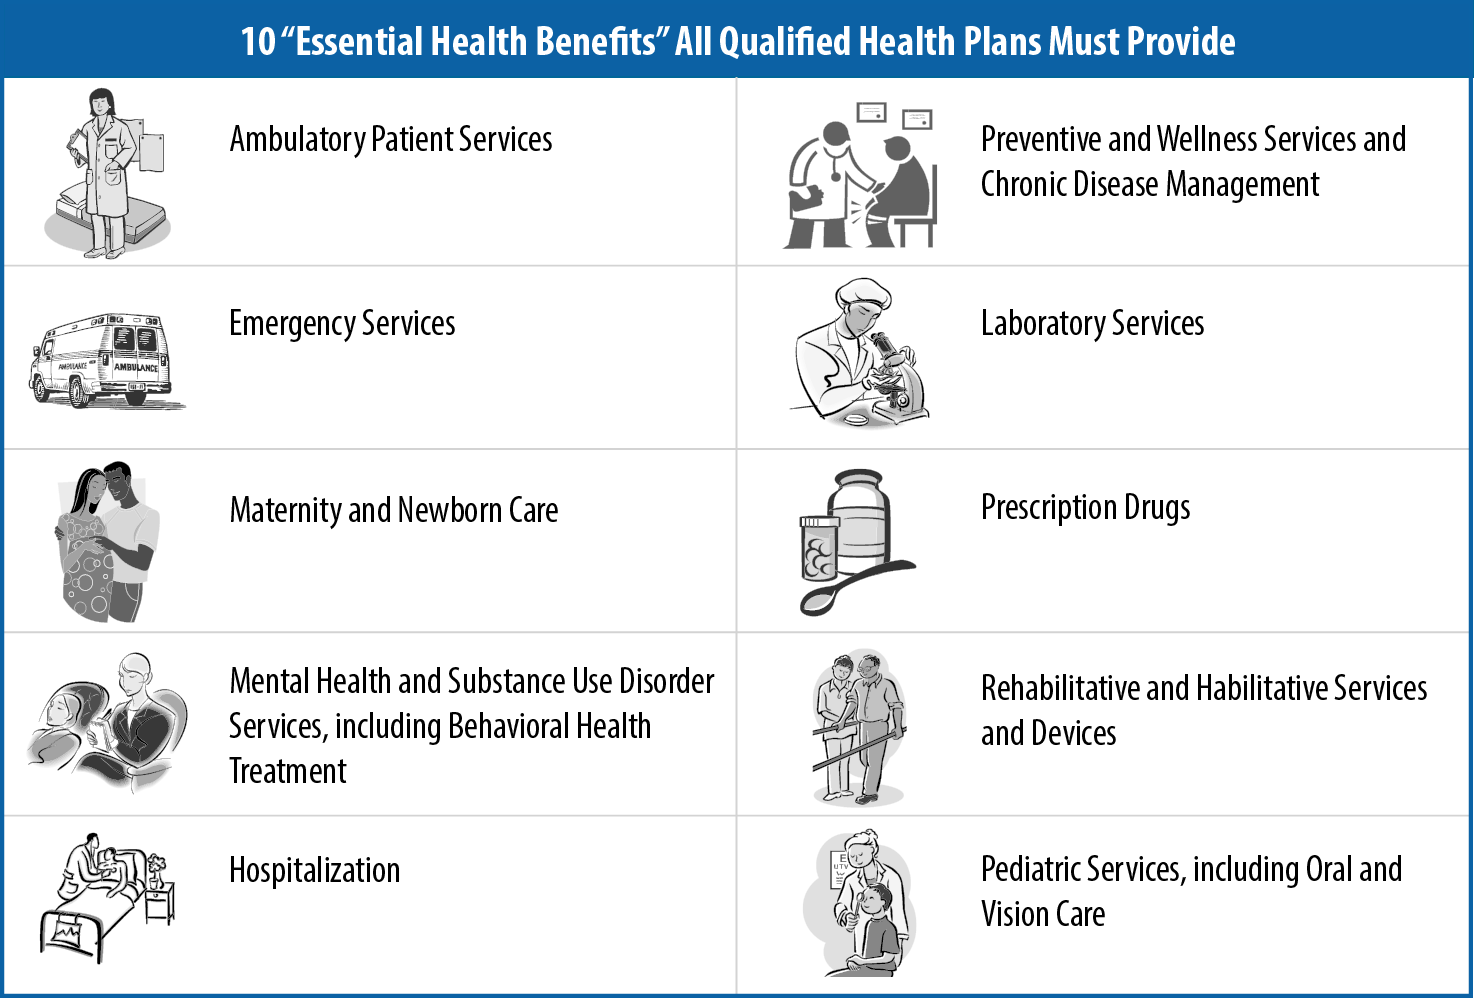 10 “Essential Health Benefits” All Qualified Health Plans Must Provide
Ambulatory Patient Services
Preventive and Wellness Services and
Chronic Disease Management
Emergency Services
AMBULANCE
AMBULANCE
Laboratory Services
Maternity and Newborn Care
Prescription Drugs
Mental Health and Substance Use Disorder
Services, including Behavioral Health
Treatment
Rehabilitative and Habilitative Services
and Devices
Hospitalization
Pediatric Services, including Oral and
Vision Care
E
UTV